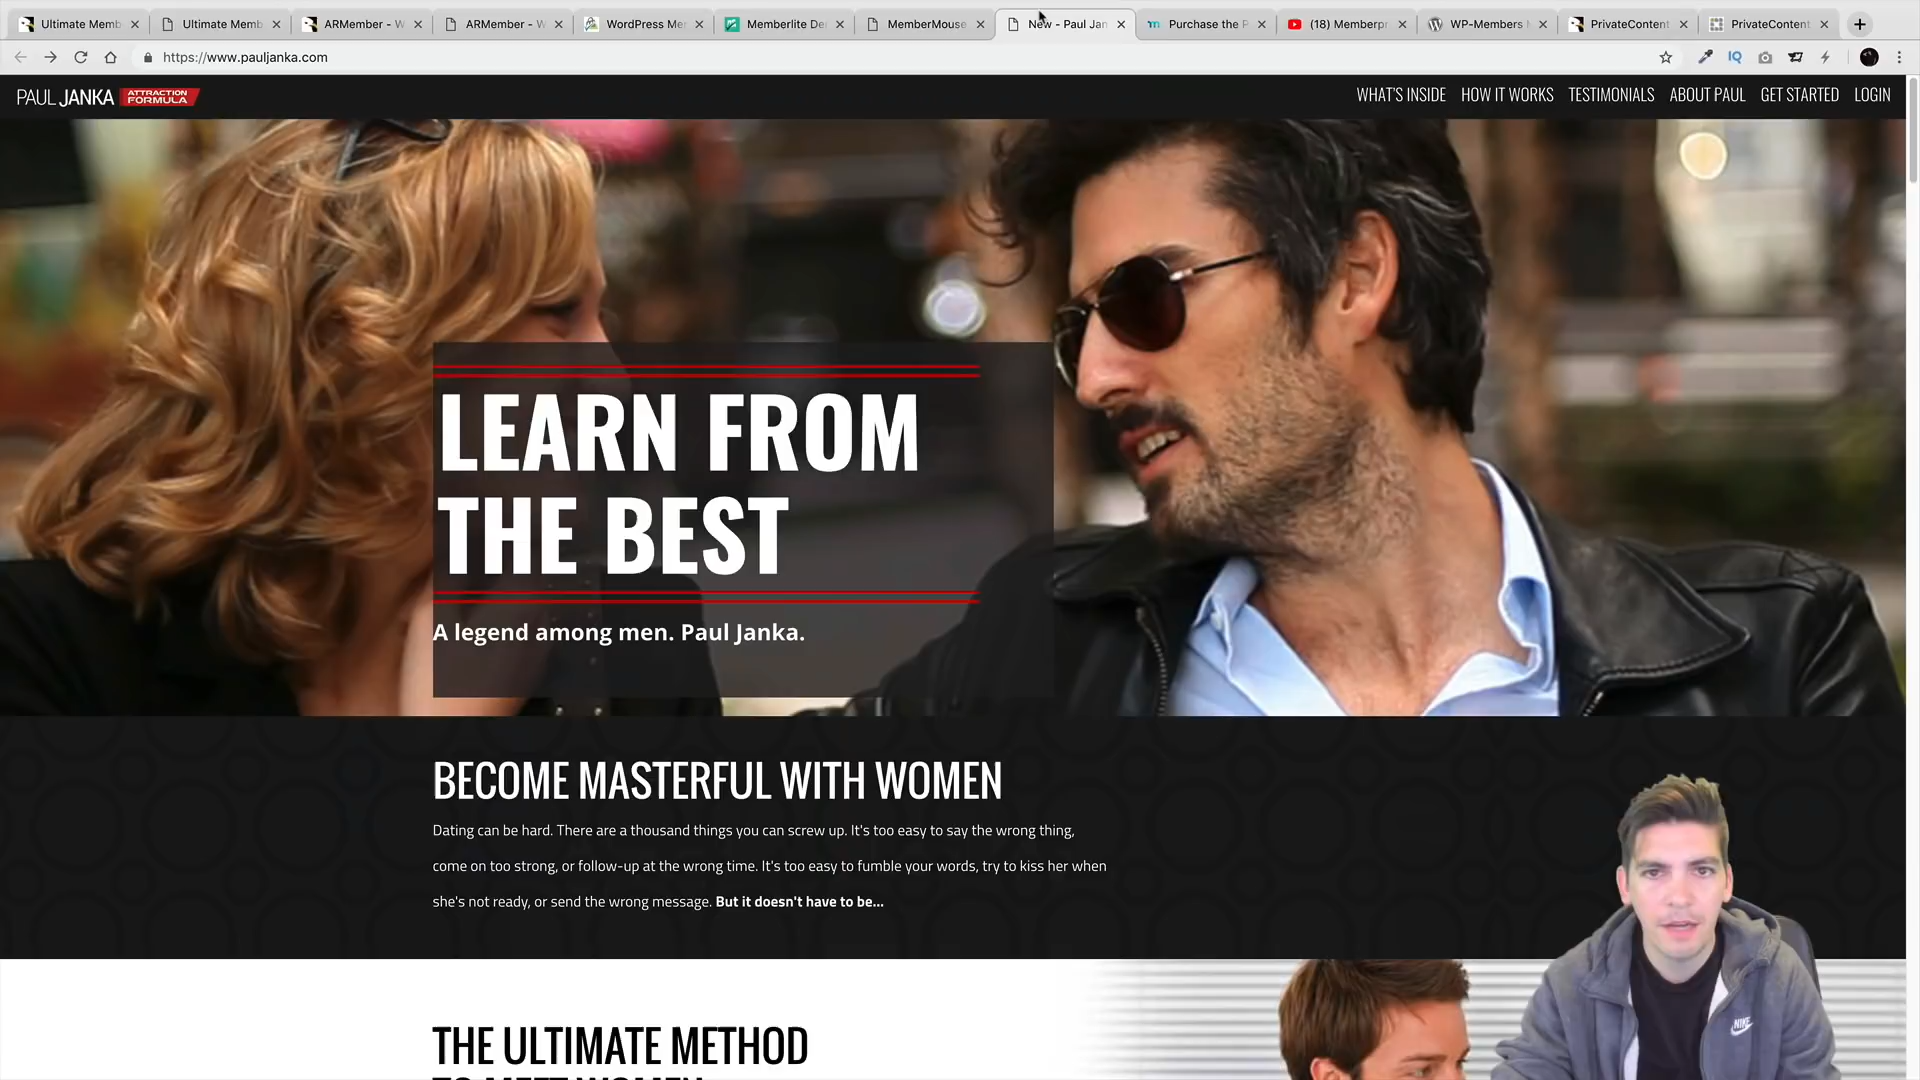 Ultimate Memb
Ultimate Memb
ARMember - W
ARMember - W
WordPress Me
Memberlite De
MemberMouse
New - Paul Jan
Purchase the P
(18) Memberpr
WP-Members
PrivateContent
PrivateContent
https://www.pauljanka.com
IQ
PAUL JANKA ATTRACTION FORMULA
WHAT'S INSIDE HOW IT WORKS TESTIMONIALS ABOUT PAUL GET STARTED LOGIN
LEARN FROM
THE BEST
A legend among men. Paul Janka.
BECOME MASTERFUL WITH WOMEN
Dating can be hard. There are a thousand things you can screw up. It's too easy to say the wrong thing,
come on too strong, or follow-up at the wrong time. It's too easy to fumble your words, try to kiss her when
she's not ready, or send the wrong message. But it doesn't have to be...
THE ULTIMATE METHOD
TO MEET WOMEN
NIKE